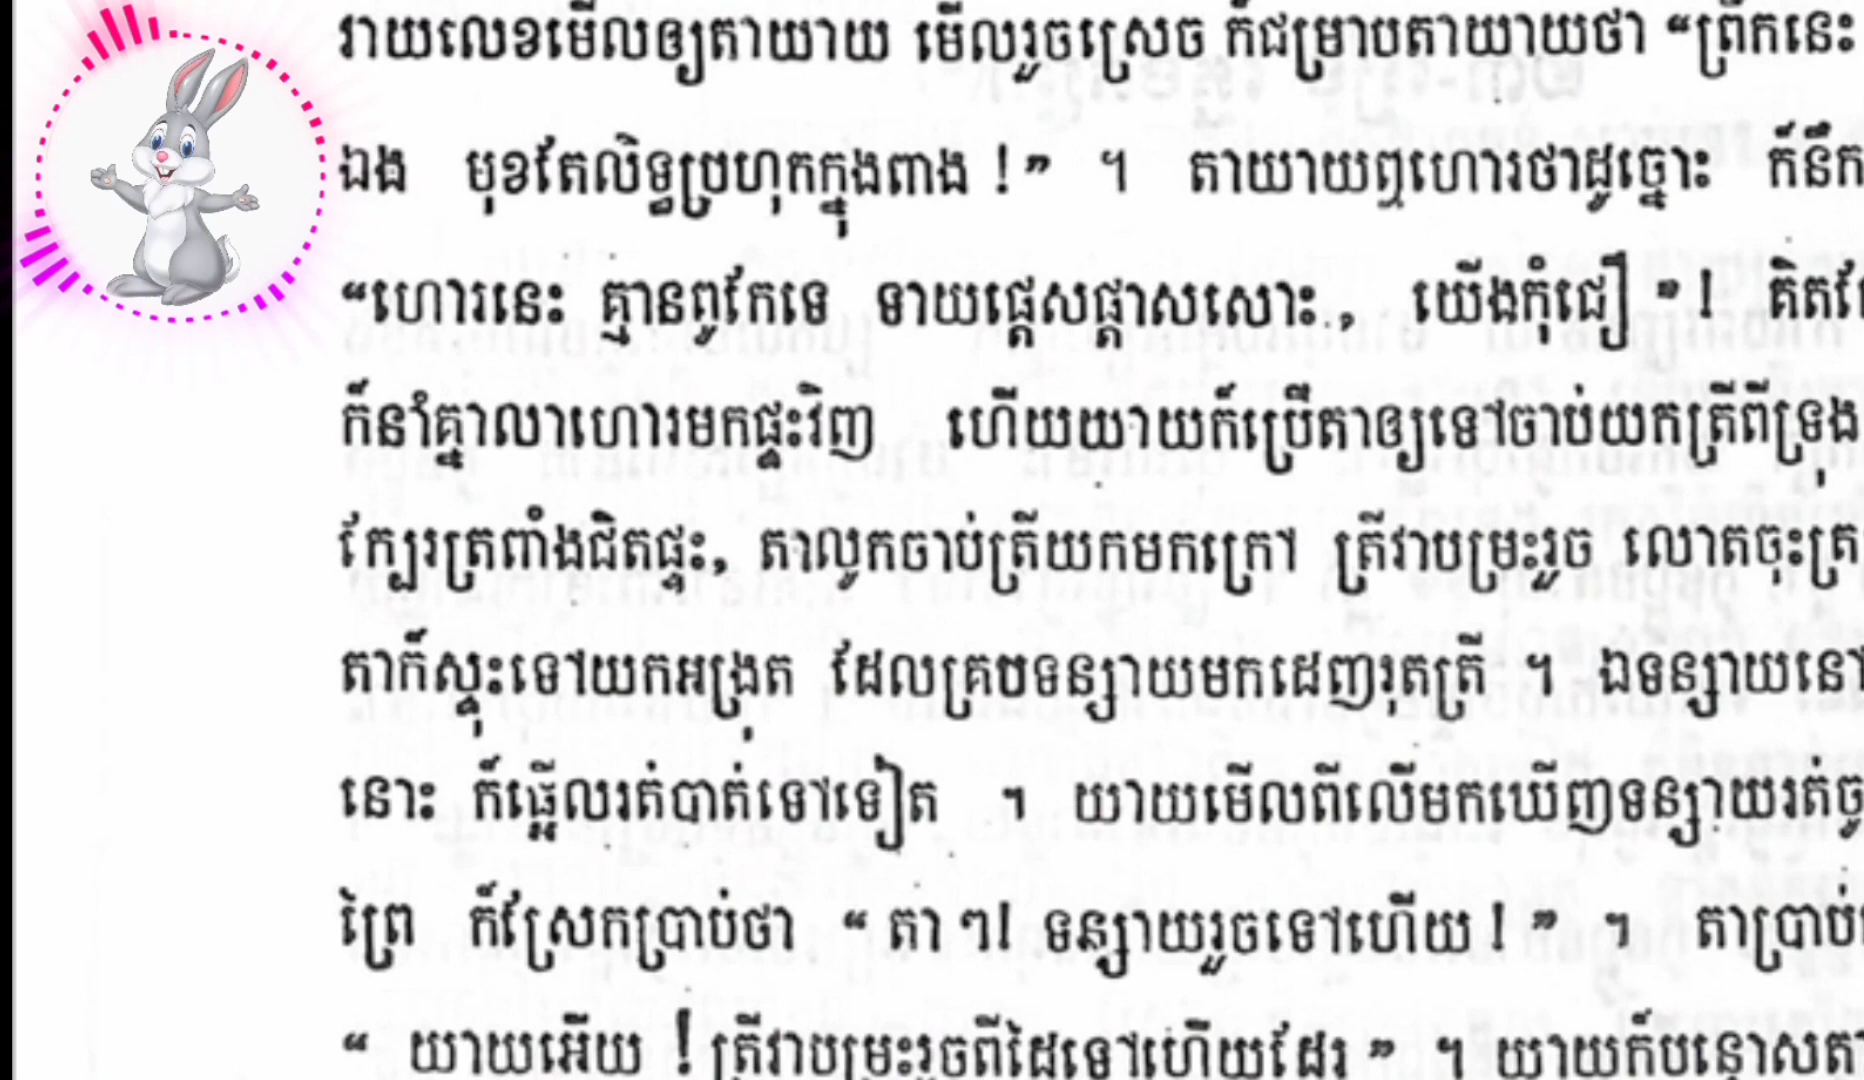 វាយលេខមើលឲ្យតាយាយ មើលរួចស្រេច ក៏ជម្រាបតាយាយថា “ព្រឹកនេះ
ឯង មុខតែលិទ្ធប្រហុកក្នុងពាង !” ។ តាយាយឮហោរថាដូច្នោះ ក៏នឹក
“ហោរនេះ គ្មានពូកែទេ ទាយផ្ដេសផ្ដាសសោះ, យើងកុំជឿ”! គិត
ក៏នាំគ្នាលាហោរមកផ្ទះវិញ ហើយយាយក៏ប្រើតាឲ្យទៅចាប់យកត្រីពីទ្រុង
ក្បែរត្រពាំងជិតផ្ទះ, តាលូកចាប់ត្រីយកមកក្រៅ ត្រីវាបម្រះរួច លោតចុះត្រ
តាក៏ស្ទុះទៅយកអង្រុត ដែលគ្របទន្សាយមកដេញរុតត្រី ។ ឯទន្សាយនៅ
នោះ ក៏ធ្លើលរត់បាត់ទៅទៀត ។ យាយមើលពីលើមកឃើញទន្សាយរត់ចូ
ព្រៃ ក៏ស្រែកប្រាប់ថា “ តា ៗ! ទន្សាយរួចទៅហើយ ! ” ។ តាប្រាប់
“ យាយអើយ ! ត្រីវាបម្រះរួចពីដៃទៅហើយដែរ ” ។ យាយក៏បន្ទោសតា